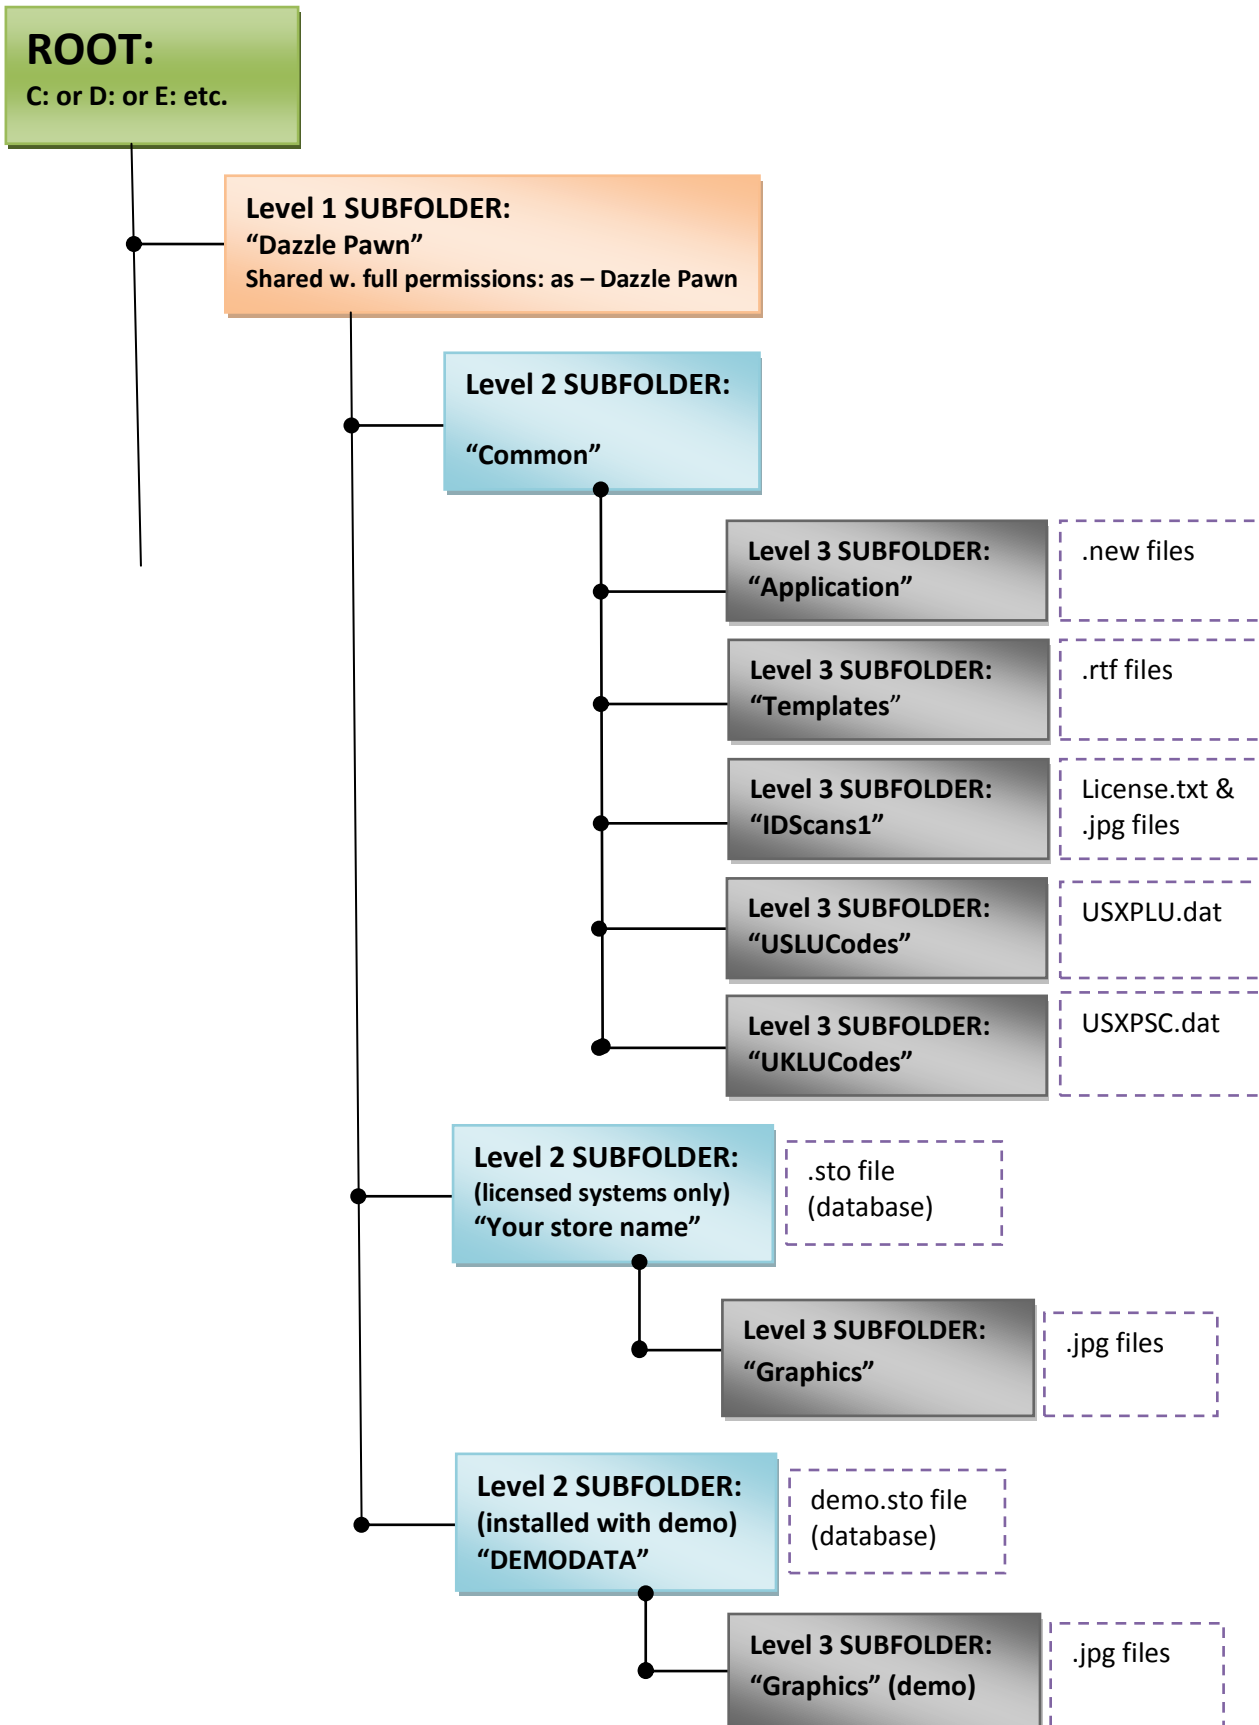 ROOT:
C: or D: or E: etc.
Level 1 SUBFOLDER:
“Dazzle Pawn”
Shared w. full permissions: as – Dazzle Pawn
Level 2 SUBFOLDER:
“Common”
Level 3 SUBFOLDER:
“Application”
.new files
Level 3 SUBFOLDER:
“Templates”
.rtf files
Level 3 SUBFOLDER:
“IDScans1”
License.txt &
.jpg files
Level 3 SUBFOLDER:
“USLUCodes”
USXPLU.dat
Level 3 SUBFOLDER:
“UKLUCodes”
USXPSC.dat
Level 2 SUBFOLDER:
(licensed systems only)
“Your store name”
.sto file
(database)
Level 3 SUBFOLDER:
“Graphics”
.jpg files
Level 2 SUBFOLDER:
(installed with demo)
“DEMODATA”
demo.sto file
(database)
Level 3 SUBFOLDER:
“Graphics” (demo)
.jpg files